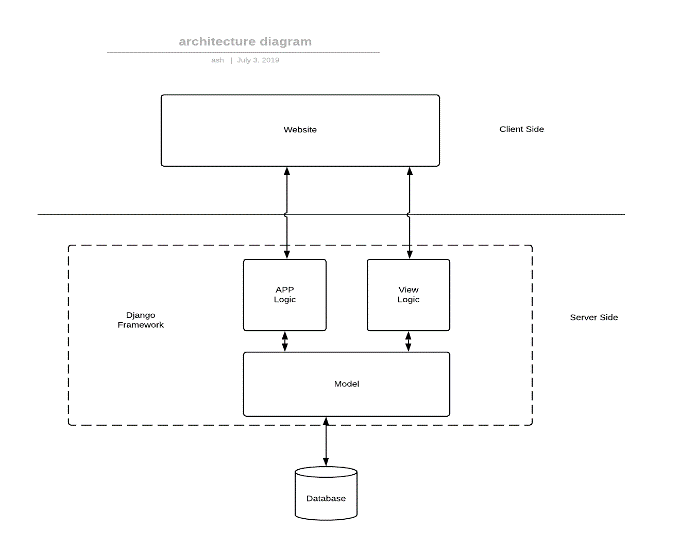 architecture diagram
ash | July 3, 2019
Website
Client Side
APP
Logic
View
Logic
Django
Framework
Server Side
Model
Database